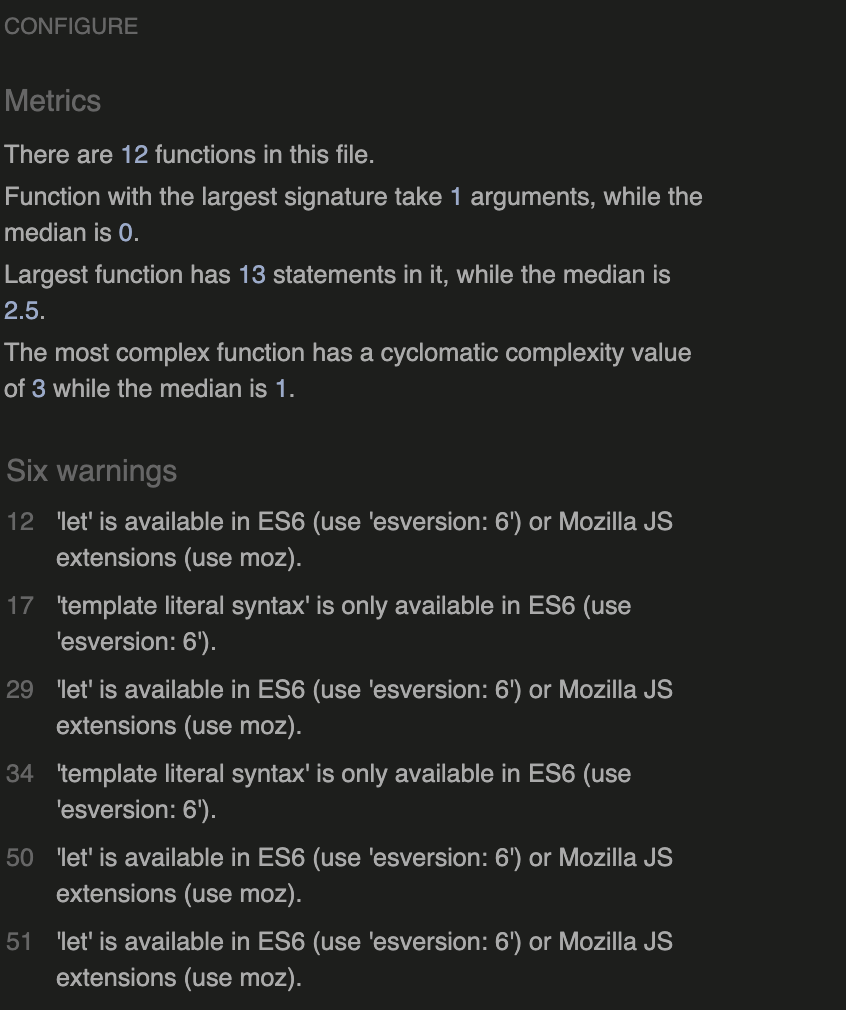 CONFIGURE
Metrics
There are 12 functions in this file.
Function with the largest signature take 1 arguments, while the
median is 0.
Largest function has 13 statements in it, while the median is
2.5.
The most complex function has a cyclomatic complexity value
of 3 while the median is 1.
Six warnings
12 'let' is available in ES6 (use 'esversion: 6') or Mozilla JS
extensions (use moz).
17 'template literal syntax' is only available in ES6 (use
'esversion: 6').
29 'let' is available in ES6 (use 'esversion: 6') or Mozilla JS
extensions (use moz).
34 'template literal syntax' is only available in ES6 (use
'esversion: 6').
50 'let' is available in ES6 (use 'esversion: 6') or Mozilla JS
extensions (use moz).
51 'let' is available in ES6 (use 'esversion: 6') or Mozilla JS
extensions (use moz).